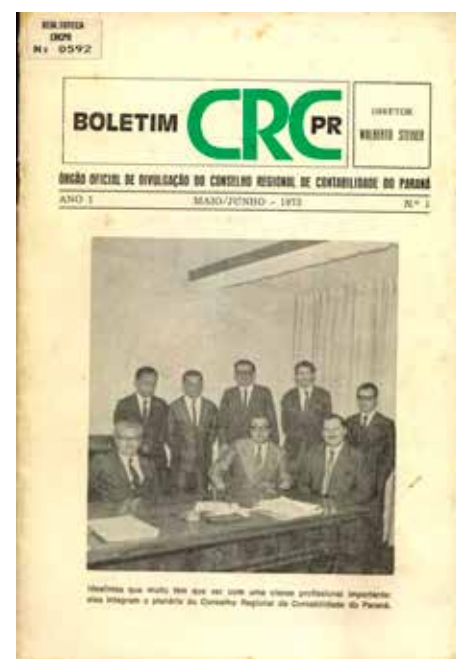 BIBLIOTECA
CRCPR
Nº 0592
BOLETIM CRC PR
DIRETOR
WALBERTO STEINER
ÓRGÃO OFICIAL DE DIVULGAÇÃO DO CONSELHO REGIONAL DE CONTABILIDADE DO PARANÁ
ANO 1 MAIO/JUNHO - 1972 N.º 1
Idealistas que muito têm que ver com uma classe profissional importante:
eles integram o plenário do Conselho Regional de Contabilidade do Paraná.